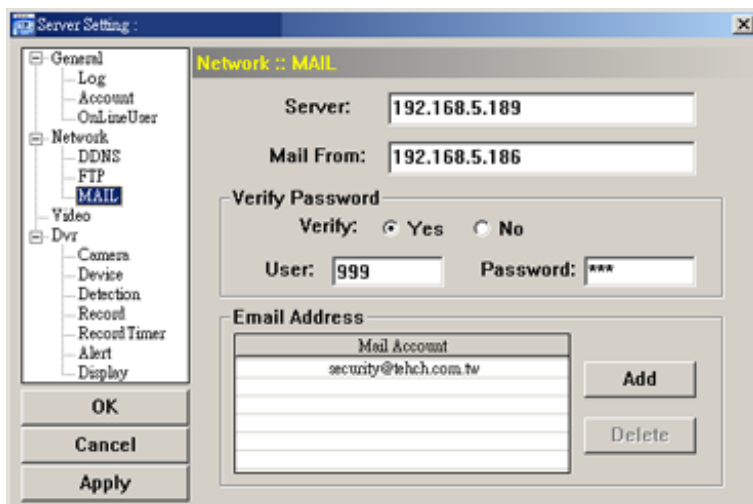 Server Setting :
General
Log
Account
OnLineUser
Network
DDNS
FTP
MAIL
Video
Dvr
Camera
Device
Detection
Record
RecordTimer
Alert
Display
OK
Cancel
Apply
Network :: MAIL
Server: 192.168.5.189
Mail From: 192.168.5.186
Verify Password
Verify: Yes No
User: 999 Password: ***
Email Address
Mail Account
security@tehch.com.tw
Add
Delete